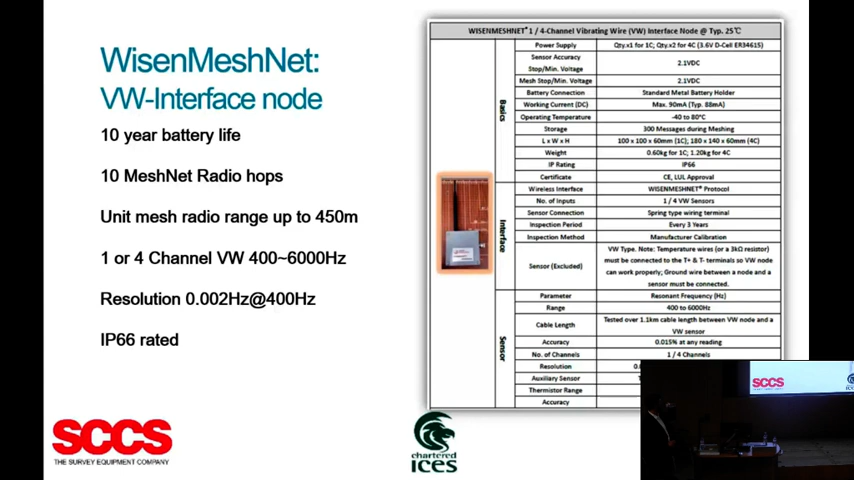 WisenMeshNet:
VW-Interface node
10 year battery life
10 MeshNet Radio hops
Unit mesh radio range up to 450m
1 or 4 Channel VW 400~6000Hz
Resolution 0.002Hz@400Hz
IP66 rated
WISENMESHNET® 1 / 4-Channel Vibrating Wire (VW) Interface Node @ Typ. 25℃
Basics
Power Supply Qty.x1 for 1C; Qty.x2 for 4C (3.6V D-Cell ER34615)
Sensor Accuracy
Stop/Min. Voltage 2.1VDC
Mesh Stop/Min. Voltage 2.1VDC
Battery Connection Standard Metal Battery Holder
Working Current (DC) Max. 90mA (Typ. 88mA)
Operating Temperature -40 to 80°C
Storage 300 Messages during Meshing
L x W x H 100 x 100 x 60mm (1C); 180 x 140 x 60mm (4C)
Weight 0.60kg for 1C; 1.20kg for 4C
IP Rating IP66
Certificate CE, LUL Approval
Interface
Wireless Interface WISENMESHNET® Protocol
No. of Inputs 1 / 4 VW Sensors
Sensor Connection Spring type wiring terminal
Inspection Period Every 3 Years
Inspection Method Manufacturer Calibration
Sensor (Excluded) VW Type. Note: Temperature wires (or a 3kΩ resistor)
must be connected to the T+ & T- terminals so VW node
can work properly; Ground wire between a node and a
sensor must be connected.
Sensor
Parameter Resonant Frequency (Hz)
Range 400 to 6000Hz
Cable Length Tested over 1.1km cable length between VW node and a
VW sensor
Accuracy 0.015% at any reading
No. of Channels 1 / 4 Channels
Resolution
Auxiliary Sensor
Thermistor Range
Accuracy
SCCS
THE SURVEY EQUIPMENT COMPANY
chartered
ICES
SCCS
ices